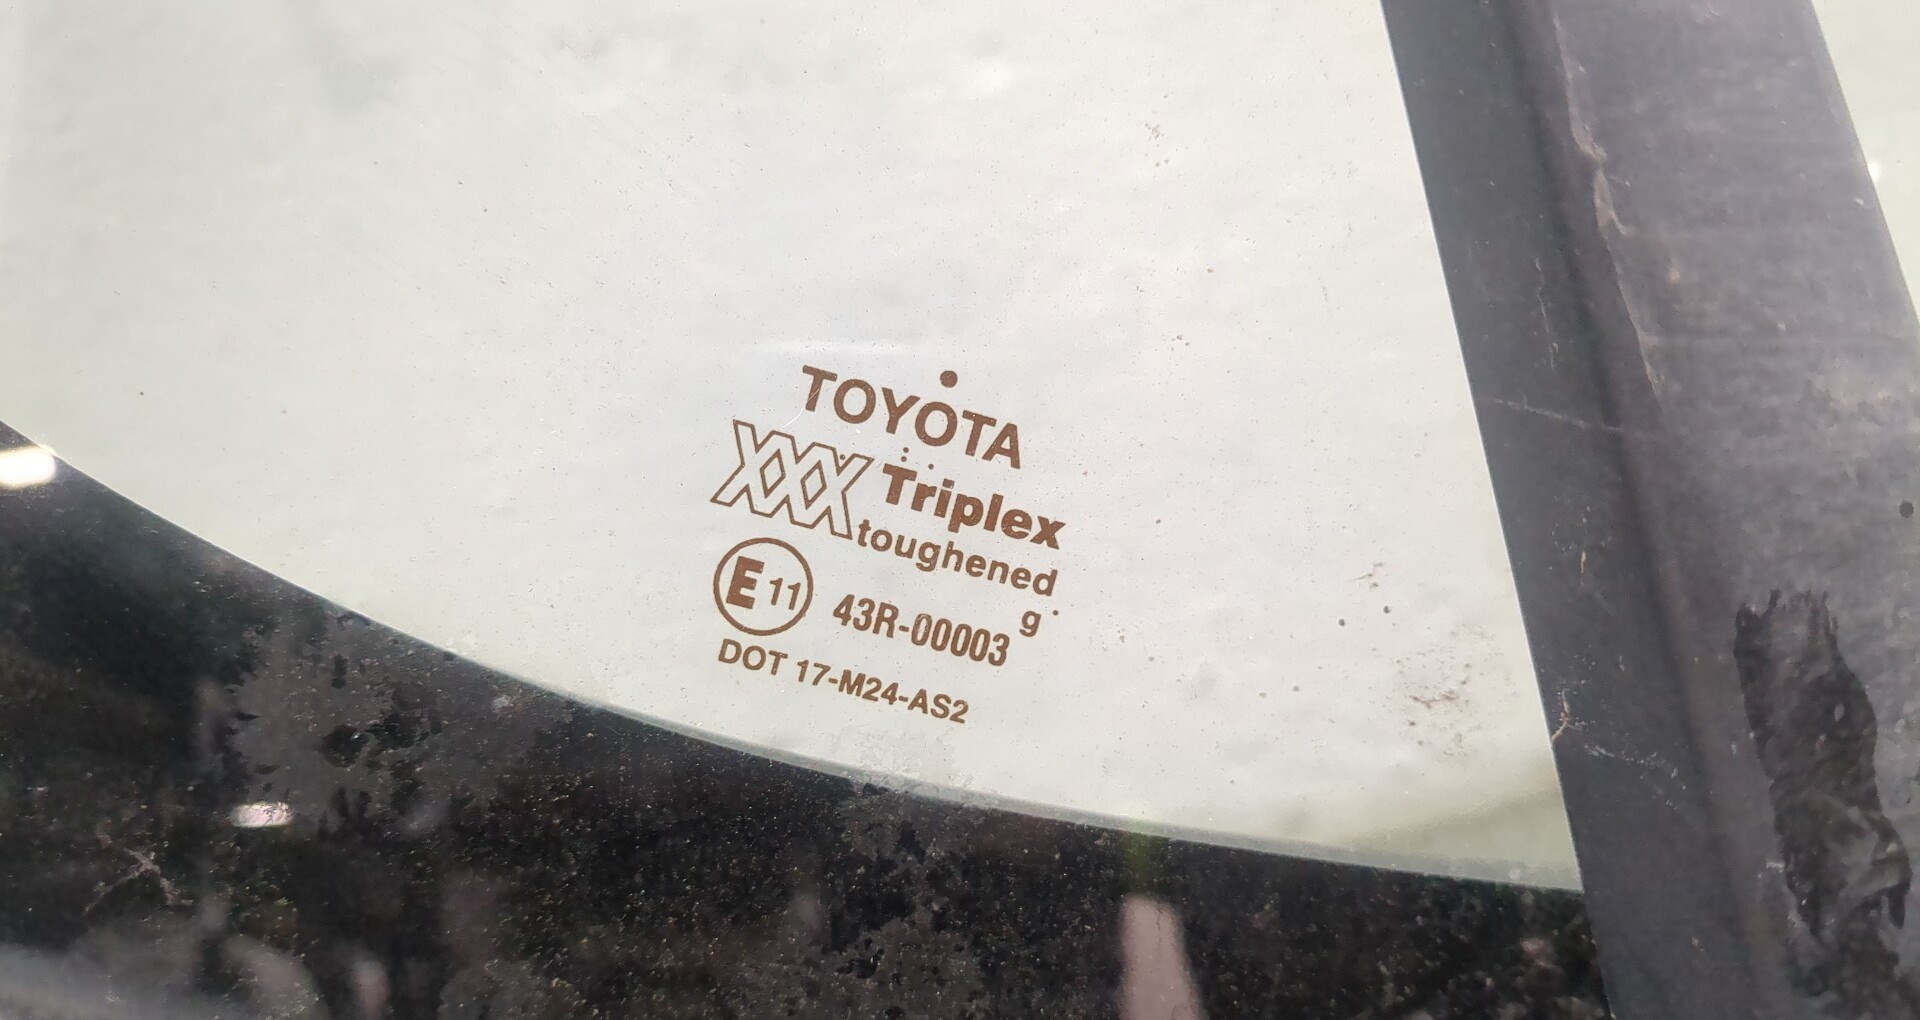 TOYOTA
XXX Triplex
toughened
g
E 11 43R-00003
DOT 17-M24-AS2